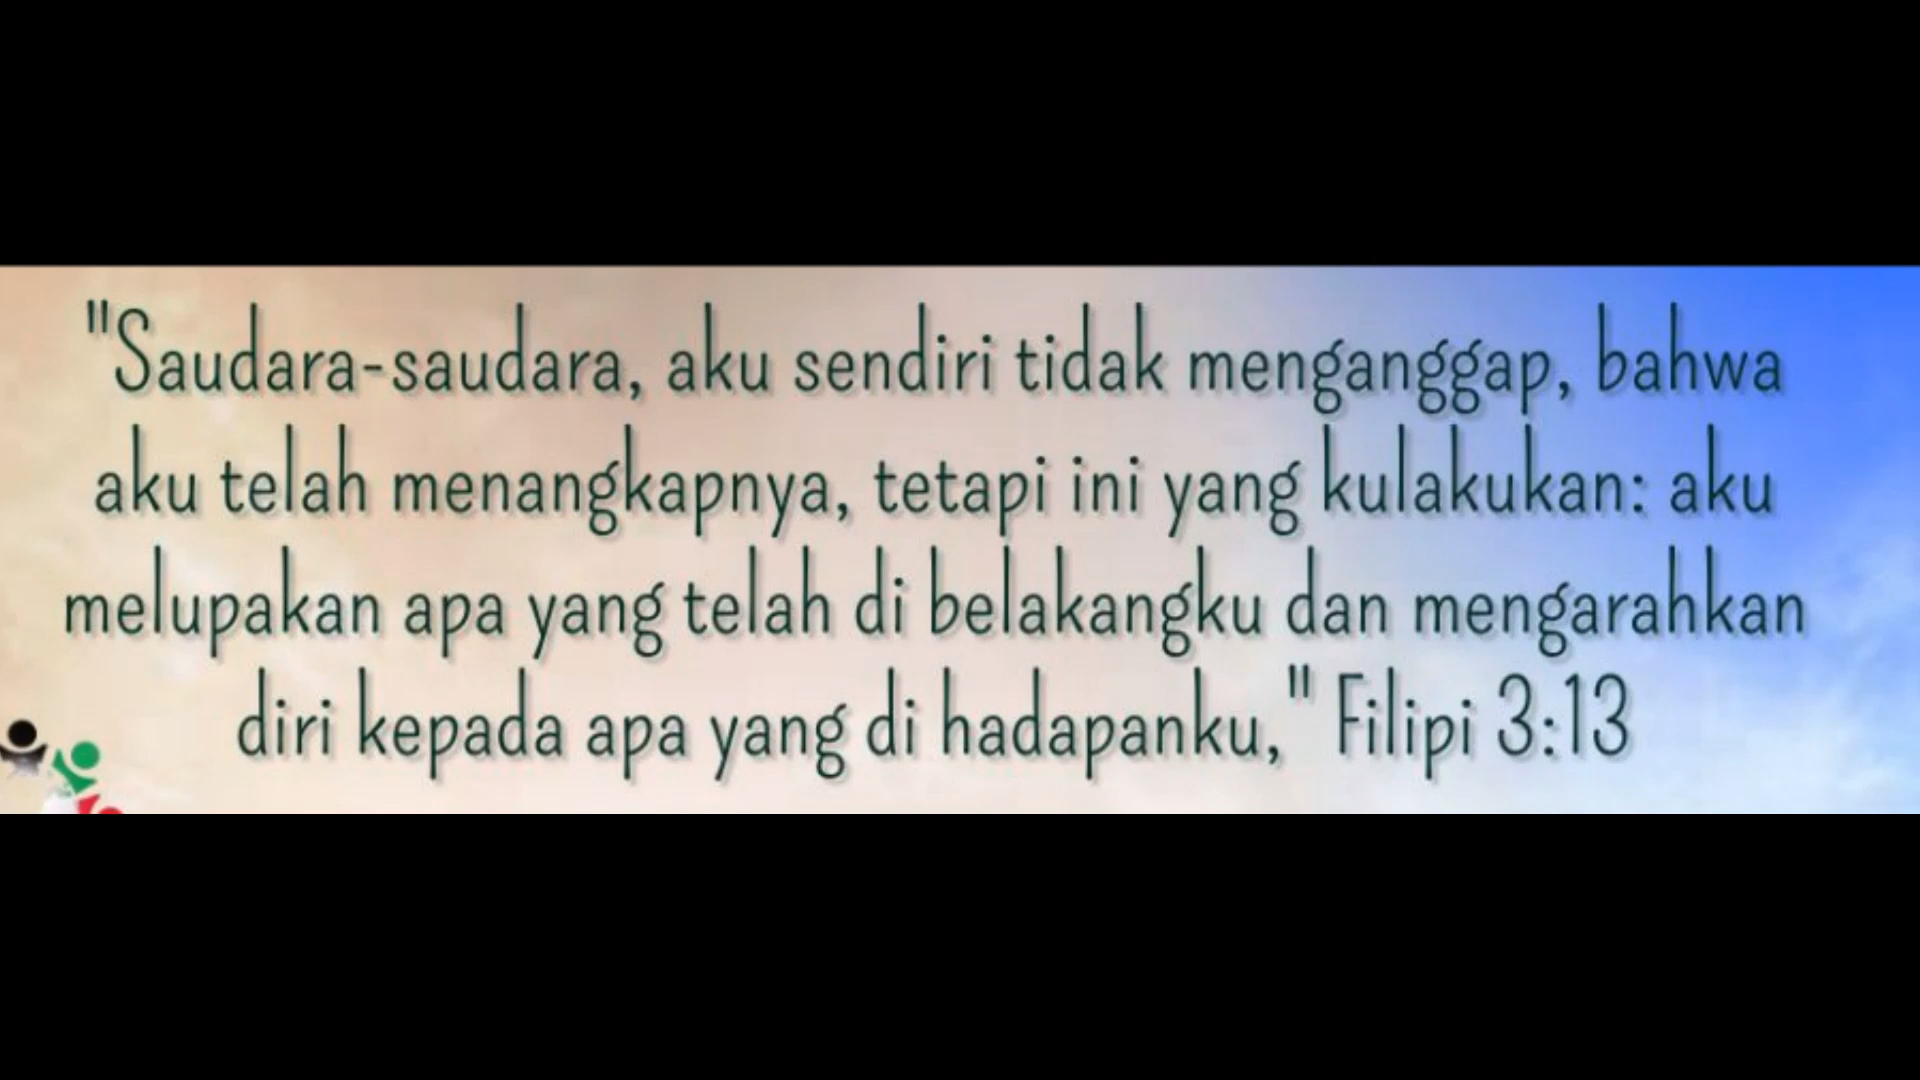 "Saudara-saudara, aku sendiri tidak menganggap, bahwa
aku telah menangkapnya, tetapi ini yang kulakukan: aku
melupakan apa yang telah di belakangku dan mengarahkan
diri kepada apa yang di hadapanku," Filipi 3:13